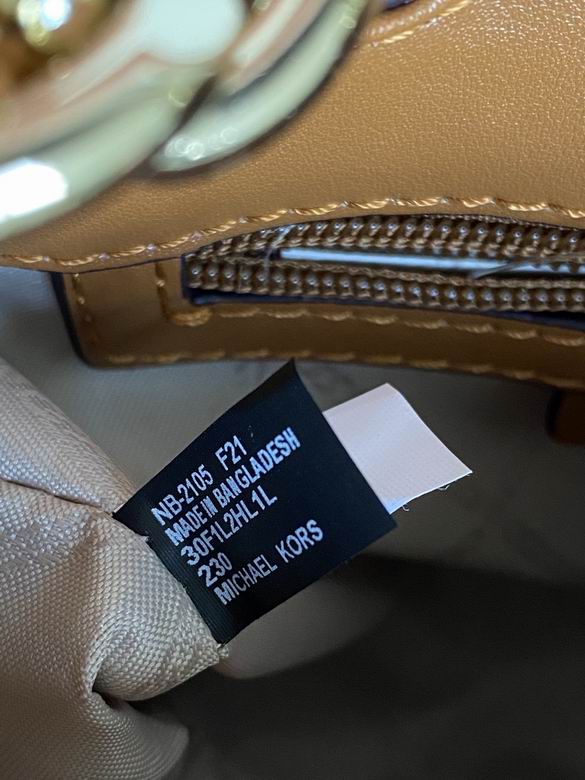 NB-2105 F21
MADE IN BANGLADESH
30F1L2HL1L
230
MICHAEL KORS